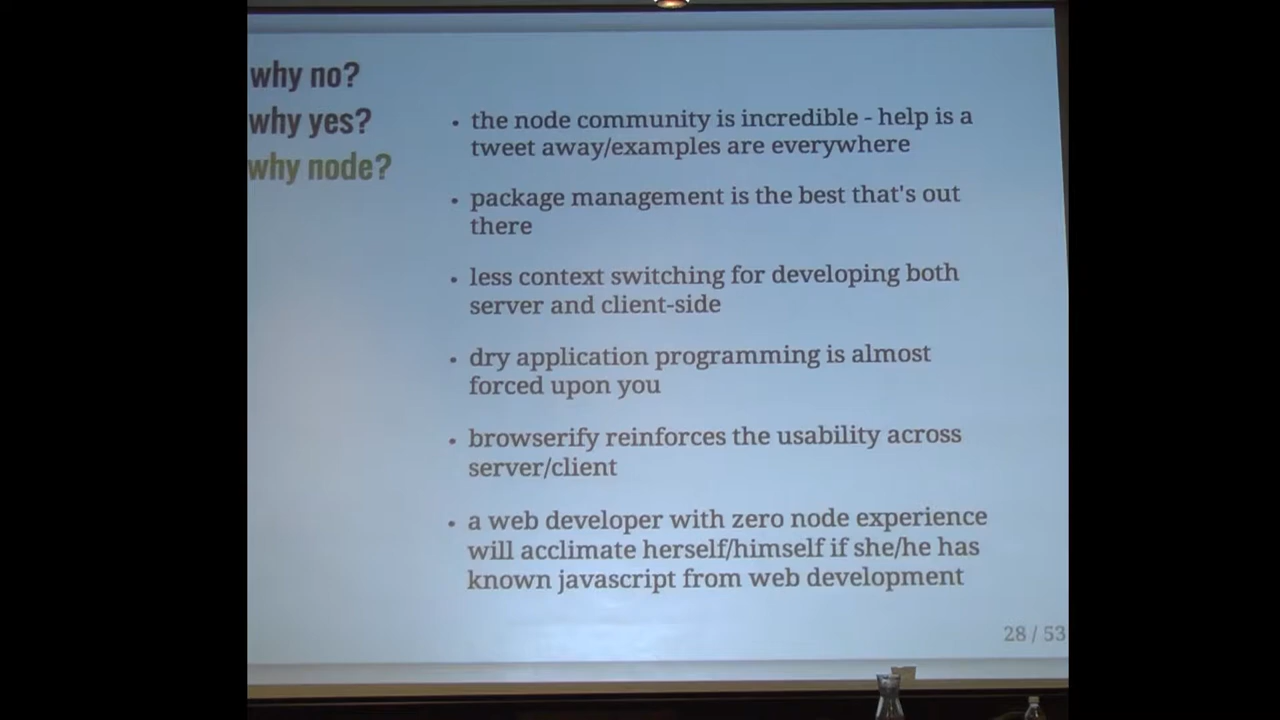 why no?
why yes?
why node?
• the node community is incredible - help is a
tweet away/examples are everywhere
• package management is the best that's out
there
• less context switching for developing both
server and client-side
• dry application programming is almost
forced upon you
• browserify reinforces the usability across
server/client
• a web developer with zero node experience
will acclimate herself/himself if she/he has
known javascript from web development
28 / 53